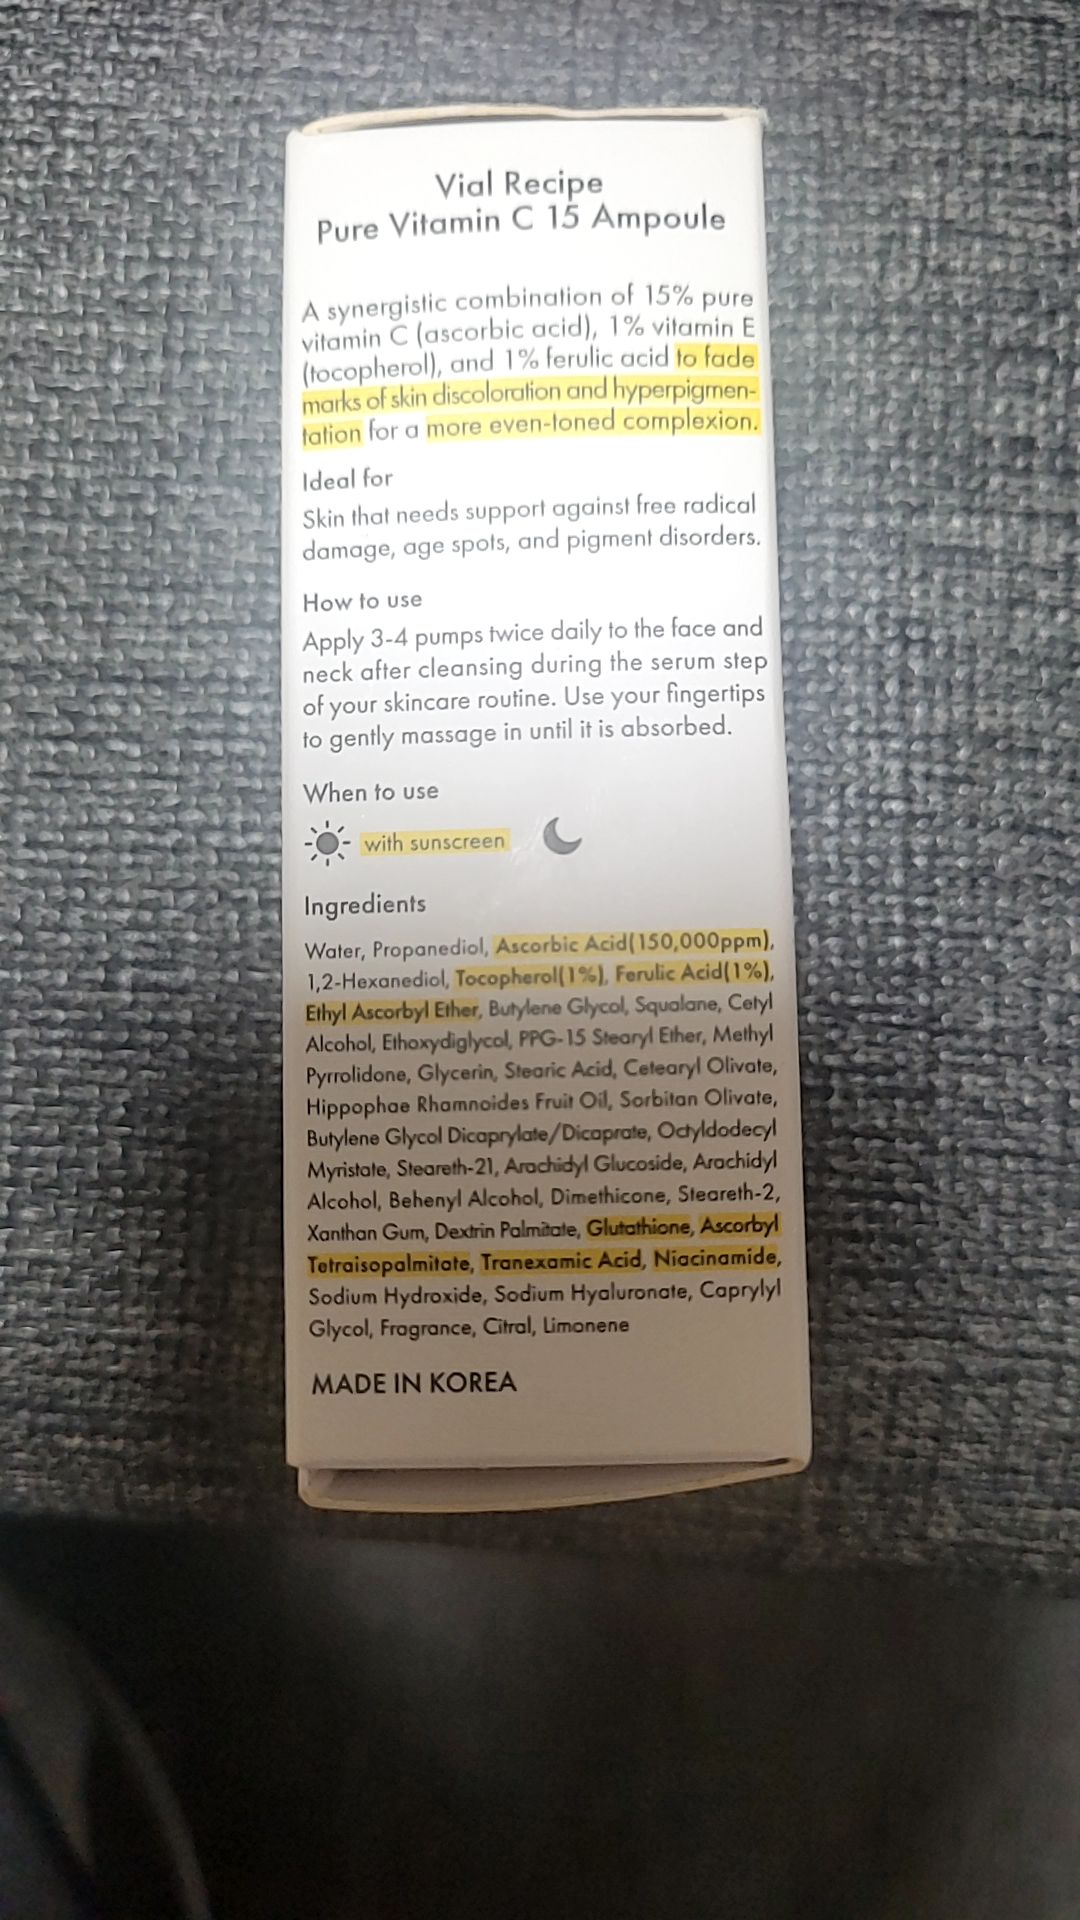 Vial Recipe
Pure Vitamin C 15 Ampoule
A synergistic combination of 15% pure
vitamin C (ascorbic acid), 1% vitamin E
(tocopherol), and 1% ferulic acid to fade
marks of skin discoloration and hyperpigmen-
tation for a more even-toned complexion.
Ideal for
Skin that needs support against free radical
damage, age spots, and pigment disorders.
How to use
Apply 3-4 pumps twice daily to the face and
neck after cleansing during the serum step
of your skincare routine. Use your fingertips
to gently massage in until it is absorbed.
When to use
with sunscreen
Ingredients
Water, Propanediol, Ascorbic Acid(150,000ppm),
1,2-Hexanediol, Tocopherol(1%), Ferulic Acid(1%),
Ethyl Ascorbyl Ether, Butylene Glycol, Squalane, Cetyl
Alcohol, Ethoxydiglycol, PPG-15 Stearyl Ether, Methyl
Pyrrolidone, Glycerin, Stearic Acid, Cetearyl Olivate,
Hippophae Rhamnoides Fruit Oil, Sorbitan Olivate,
Butylene Glycol Dicaprylate/Dicaprate, Octyldodecyl
Myristate, Steareth-21, Arachidyl Glucoside, Arachidyl
Alcohol, Behenyl Alcohol, Dimethicone, Steareth-2,
Xanthan Gum, Dextrin Palmitate, Glutathione, Ascorbyl
Tetraisopalmitate, Tranexamic Acid, Niacinamide,
Sodium Hydroxide, Sodium Hyaluronate, Caprylyl
Glycol, Fragrance, Citral, Limonene
MADE IN KOREA